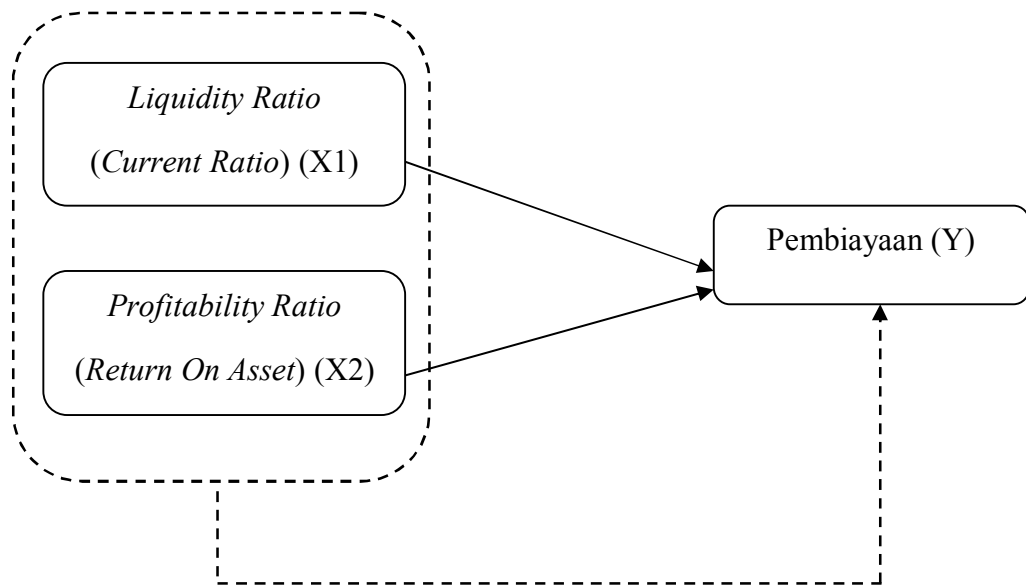 Liquidity Ratio
(Current Ratio) (X1)
Pembiayaan (Y)
Profitability Ratio
(Return On Asset) (X2)